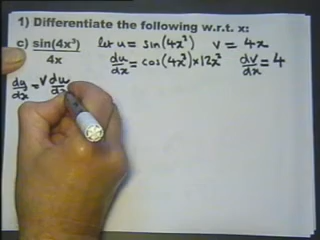 1) Differentiate the following w.r.t. x:
c) sin(4x³)/4x let u = sin(4x³) v = 4x
du/dx = cos(4x³)×12x² dv/dx = 4
dy/dx = v du/dx